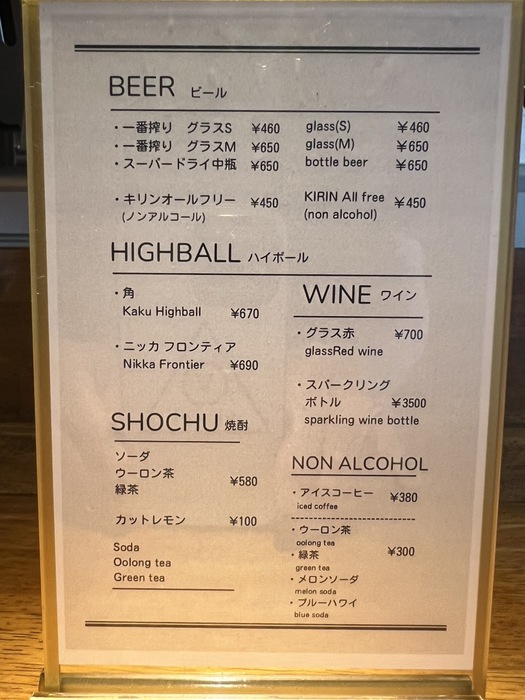 BEER ビール
・一番搾り グラスS ¥460 glass(S) ¥460
・一番搾り グラスM ¥650 glass(M) ¥650
・スーパードライ中瓶 ¥650 bottle beer ¥650
・キリンオールフリー ¥450 KIRIN All free ¥450
(ノンアルコール) (non alcohol)
HIGHBALL ハイボール
・角
Kaku Highball ¥670
・ニッカ フロンティア
Nikka Frontier ¥690
WINE ワイン
・グラス赤 ¥700
glassRed wine
・スパークリング
ボトル ¥3500
sparkling wine bottle
SHOCHU 焼酎
ソーダ
ウーロン茶 ¥580
緑茶
カットレモン ¥100
Soda
Oolong tea
Green tea
NON ALCOHOL
・アイスコーヒー ¥380
iced coffee
・ウーロン茶
oolong tea
・緑茶 ¥300
green tea
・メロンソーダ
melon soda
・ブルーハワイ
blue soda